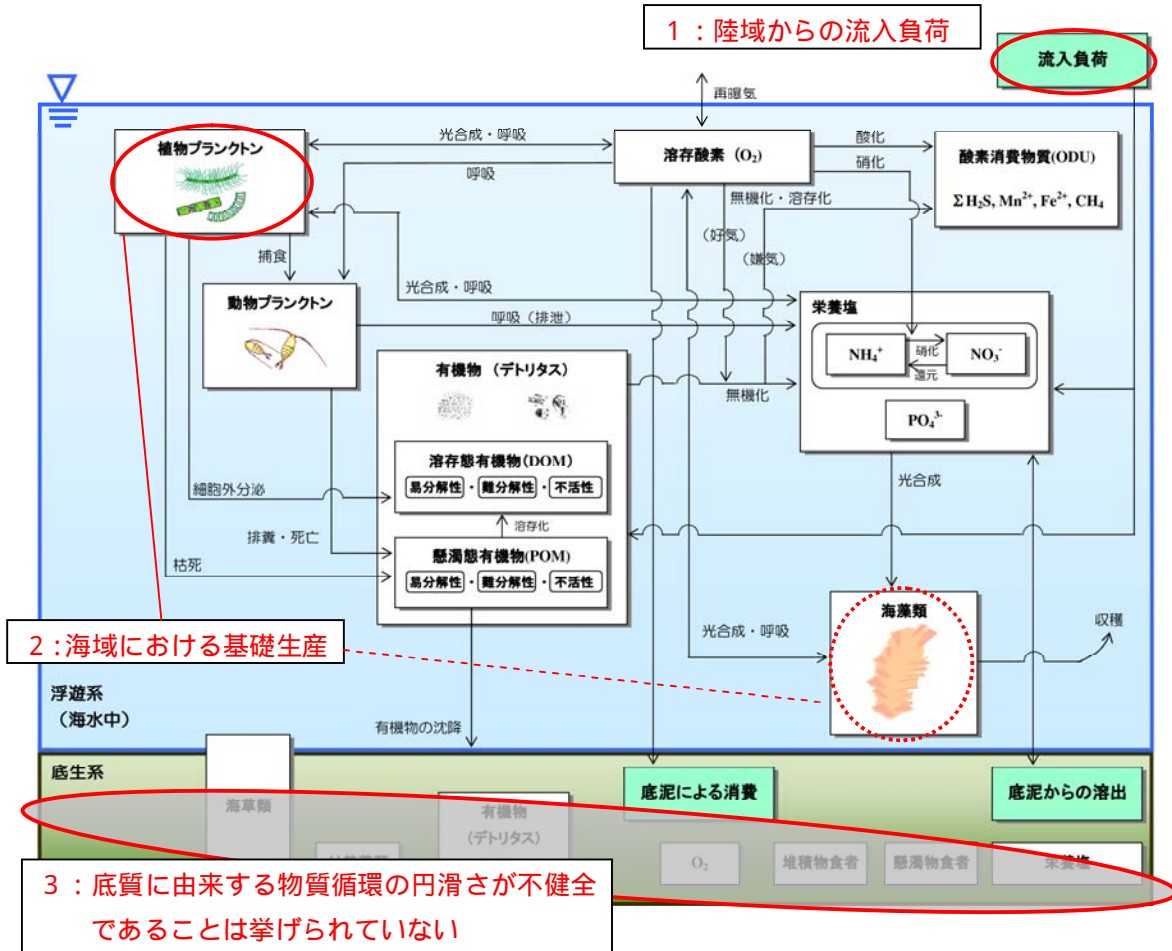 1：陸域からの流入負荷
流入負荷
再曝気
植物プランクトン
光合成・呼吸
呼吸
溶存酸素（O₂）
酸化
硝化
酸素消費物質(ODU)
ΣH₂S, Mn²⁺, Fe²⁺, CH₄
無機化・溶存化
（好気）
（嫌気）
捕食
光合成・呼吸
動物プランクトン
呼吸（排泄）
栄養塩
NH₄⁺
硝化
還元
NO₃⁻
PO₄³⁻
有機物 （デトリタス）
無機化
溶存態有機物(DOM)
易分解性・難分解性・不活性
細胞外分泌
溶存化
排糞・死亡
懸濁態有機物(POM)
易分解性・難分解性・不活性
枯死
光合成
海藻類
光合成・呼吸
収穫
2：海域における基礎生産
浮遊系
（海水中）
有機物の沈降
底生系
海草類
有機物
（デトリタス）
底泥による消費
底泥からの溶出
O₂
堆積物食者
懸濁物食者
栄養塩
3：底質に由来する物質循環の円滑さが不健全
であることは挙げられていない